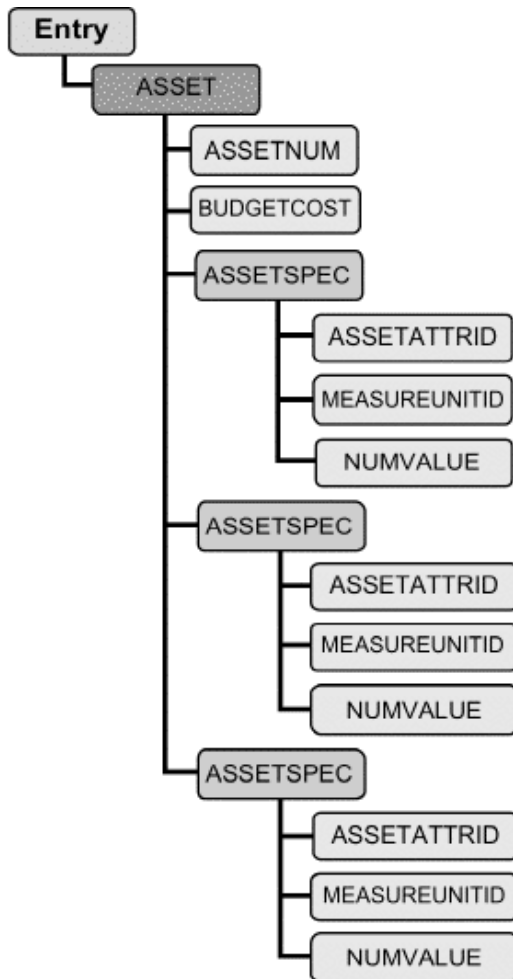 Entry
ASSET
ASSETNUM
BUDGETCOST
ASSETSPEC
ASSETATTRID
MEASUREUNITID
NUMVALUE
ASSETSPEC
ASSETATTRID
MEASUREUNITID
NUMVALUE
ASSETSPEC
ASSETATTRID
MEASUREUNITID
NUMVALUE